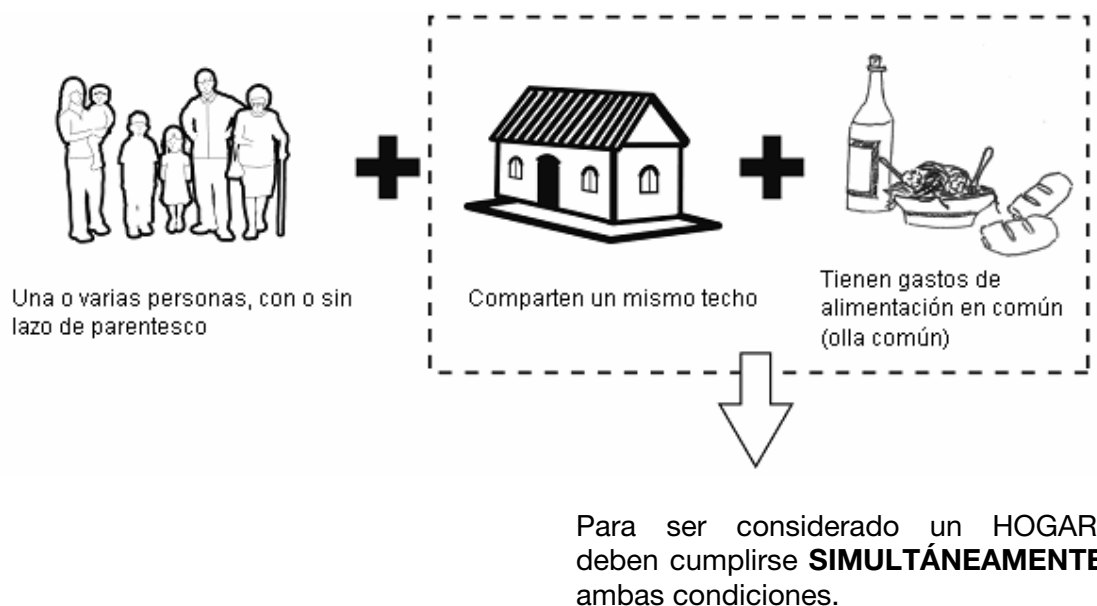 Una o varias personas, con o sin
lazo de parentesco
Comparten un mismo techo
Tienen gastos de
alimentación en común
(olla común)
Para ser considerado un HOGAR
deben cumplirse SIMULTÁNEAMENTE
ambas condiciones.